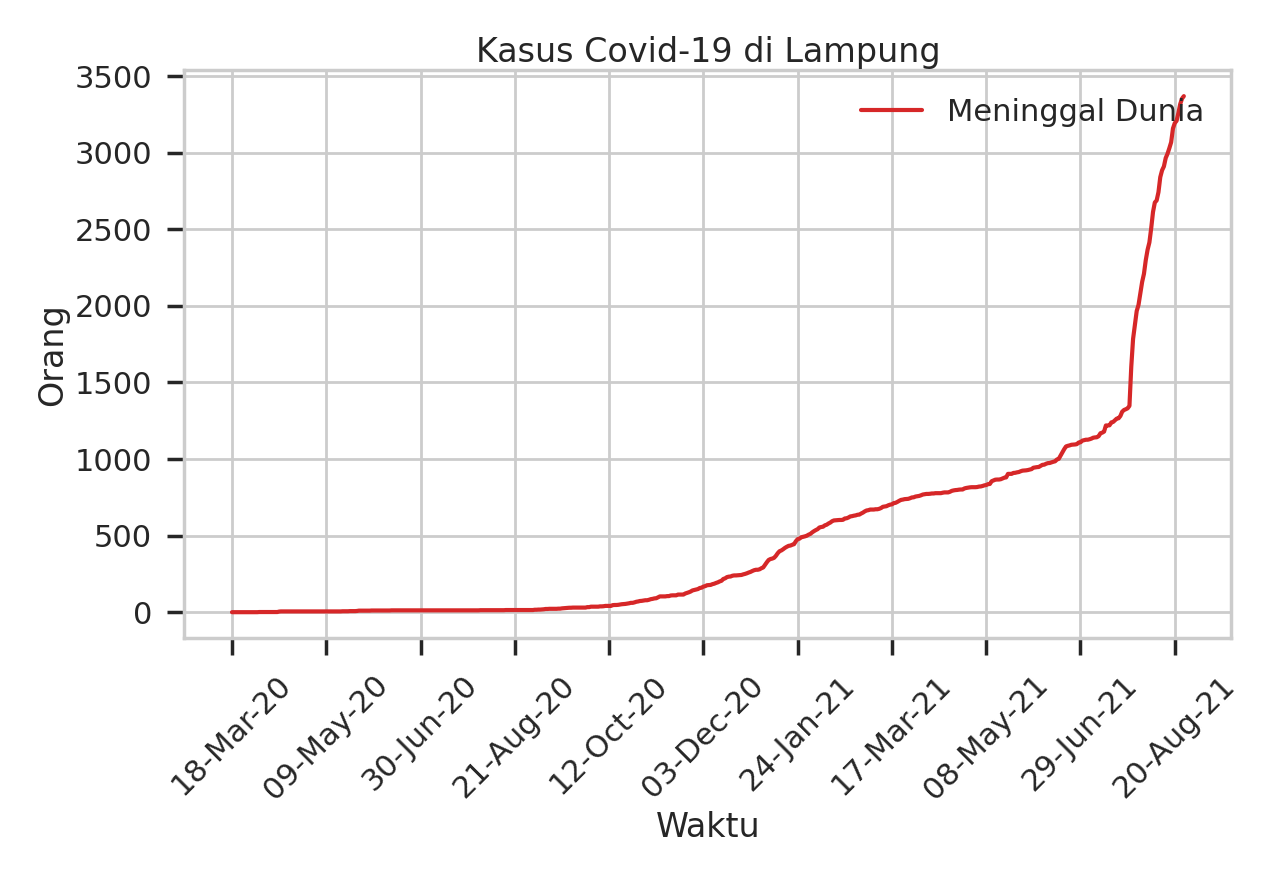 Kasus Covid-19 di Lampung
Meninggal Dunia
3500
3000
2500
2000
1500
1000
500
0
Orang
18-Mar-20
09-May-20
30-Jun-20
21-Aug-20
12-Oct-20
03-Dec-20
24-Jan-21
17-Mar-21
08-May-21
29-Jun-21
20-Aug-21
Waktu